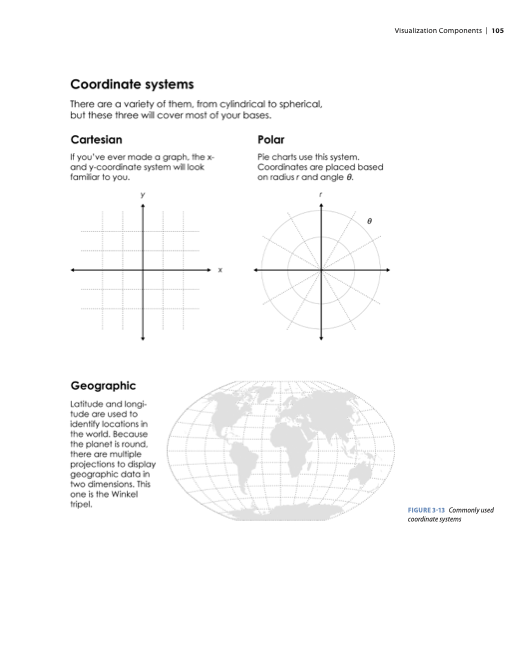 Visualization Components | 105
Coordinate systems
There are a variety of them, from cylindrical to spherical,
but these three will cover most of your bases.
Cartesian
If you've ever made a graph, the x-
and y-coordinate system will look
familiar to you.
y
x
Polar
Pie charts use this system.
Coordinates are placed based
on radius r and angle θ.
r
θ
Geographic
Latitude and longi-
tude are used to
identify locations in
the world. Because
the planet is round,
there are multiple
projections to display
geographic data in
two dimensions. This
one is the Winkel
tripel.
FIGURE 3-13 Commonly used
coordinate systems